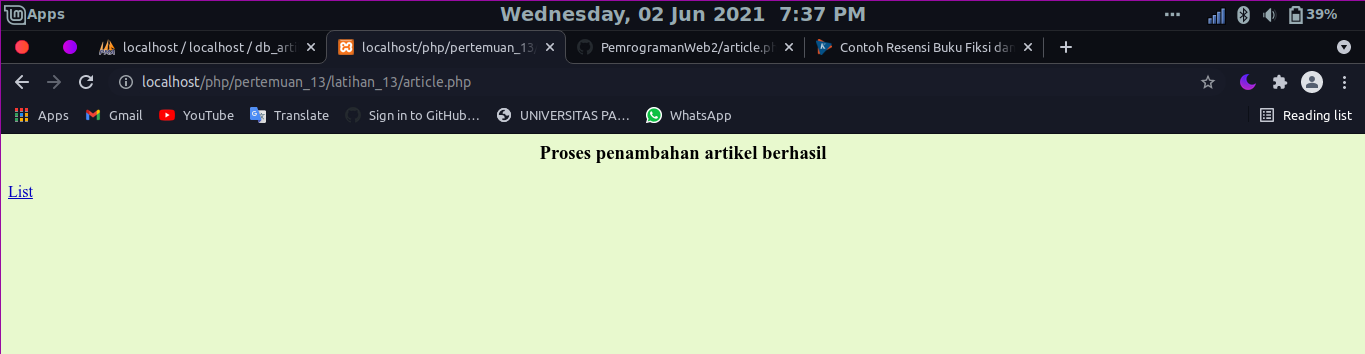 Apps
Wednesday, 02 Jun 2021 7:37 PM
39%
localhost / localhost / db_arti
localhost/php/pertemuan_13/
PemrogramanWeb2/article.ph
Contoh Resensi Buku Fiksi dan
localhost/php/pertemuan_13/latihan_13/article.php
Apps Gmail YouTube Translate Sign in to GitHub... UNIVERSITAS PA... WhatsApp Reading list
Proses penambahan artikel berhasil
List